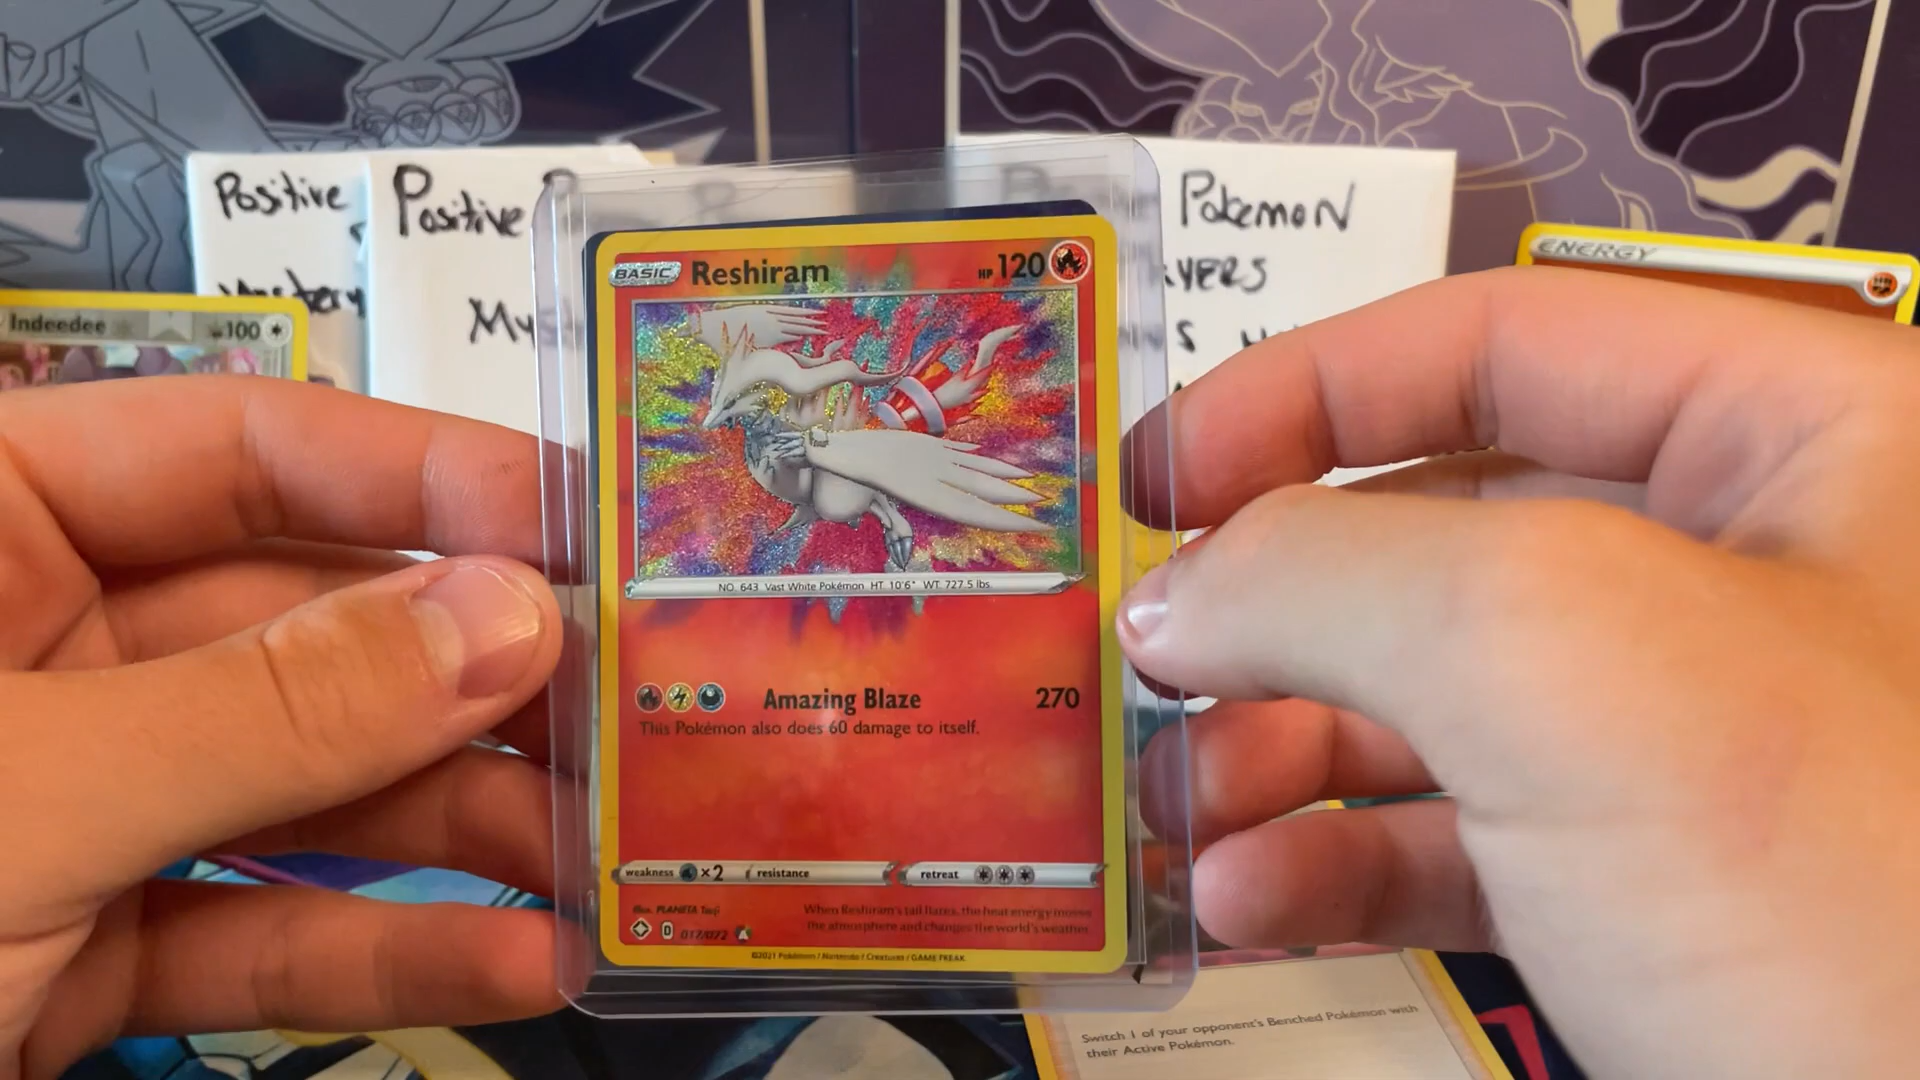 Positive
Mystery
Positive
Pokemon
Indeedee 100
ENERGY
BASIC Reshiram HP 120
NO. 643 Vast White Pokémon HT. 10'6" WT. 727.5 lbs.
Amazing Blaze 270
This Pokémon also does 60 damage to itself.
weakness ×2 resistance retreat
Illus. PLANETA Tsuji
When Reshiram's tail flares, the heat energy moves
the atmosphere and changes the world's weather.
D 017/072
©2021 Pokémon / Nintendo / Creatures / GAME FREAK
Switch 1 of your opponent's Benched Pokémon with
their Active Pokémon.